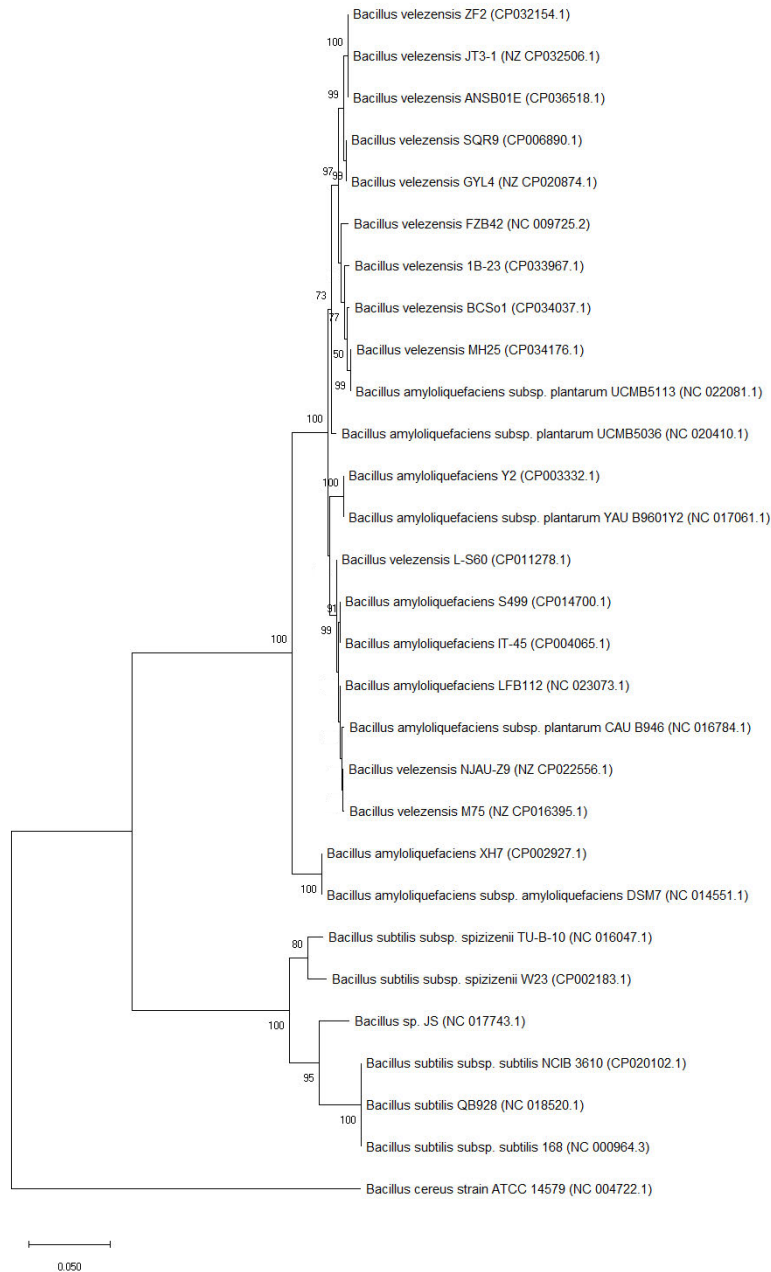 Bacillus velezensis ZF2 (CP032154.1)
100
Bacillus velezensis JT3-1 (NZ CP032506.1)
99
Bacillus velezensis ANSB01E (CP036518.1)
Bacillus velezensis SQR9 (CP006890.1)
97
99
Bacillus velezensis GYL4 (NZ CP020874.1)
Bacillus velezensis FZB42 (NC 009725.2)
Bacillus velezensis 1B-23 (CP033967.1)
73
Bacillus velezensis BCSo1 (CP034037.1)
77
Bacillus velezensis MH25 (CP034176.1)
50
99
Bacillus amyloliquefaciens subsp. plantarum UCMB5113 (NC 022081.1)
100
Bacillus amyloliquefaciens subsp. plantarum UCMB5036 (NC 020410.1)
Bacillus amyloliquefaciens Y2 (CP003332.1)
100
Bacillus amyloliquefaciens subsp. plantarum YAU B9601Y2 (NC 017061.1)
Bacillus velezensis L-S60 (CP011278.1)
Bacillus amyloliquefaciens S499 (CP014700.1)
91
99
Bacillus amyloliquefaciens IT-45 (CP004065.1)
100
Bacillus amyloliquefaciens LFB112 (NC 023073.1)
Bacillus amyloliquefaciens subsp. plantarum CAU B946 (NC 016784.1)
Bacillus velezensis NJAU-Z9 (NZ CP022556.1)
Bacillus velezensis M75 (NZ CP016395.1)
Bacillus amyloliquefaciens XH7 (CP002927.1)
100
Bacillus amyloliquefaciens subsp. amyloliquefaciens DSM7 (NC 014551.1)
Bacillus subtilis subsp. spizizenii TU-B-10 (NC 016047.1)
80
Bacillus subtilis subsp. spizizenii W23 (CP002183.1)
100
Bacillus sp. JS (NC 017743.1)
Bacillus subtilis subsp. subtilis NCIB 3610 (CP020102.1)
95
Bacillus subtilis QB928 (NC 018520.1)
100
Bacillus subtilis subsp. subtilis 168 (NC 000964.3)
Bacillus cereus strain ATCC 14579 (NC 004722.1)
0.050